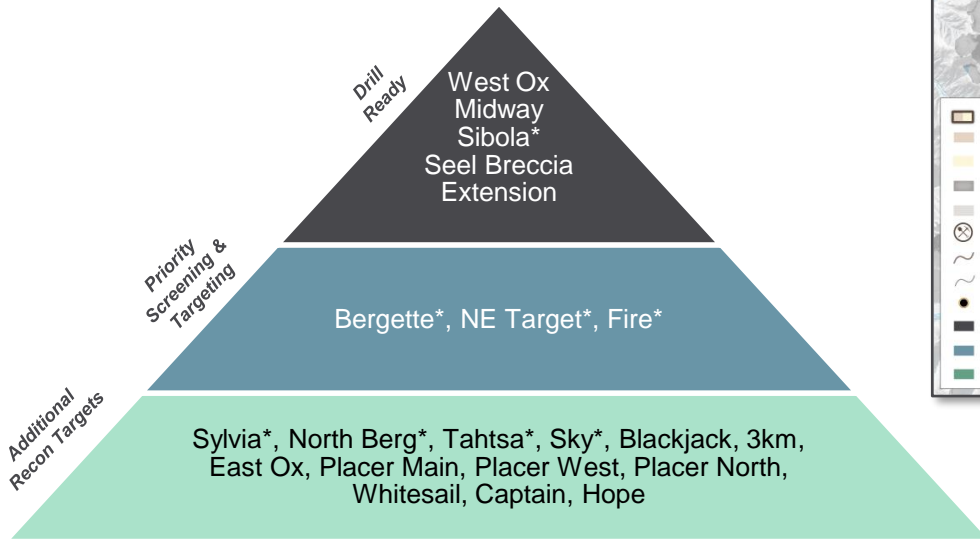 Drill
Ready
West Ox
Midway
Sibola*
Seel Breccia
Extension
Priority
Screening &
Targeting
Bergette*, NE Target*, Fire*
Additional
Recon Targets
Sylvia*, North Berg*, Tahtsa*, Sky*, Blackjack, 3km,
East Ox, Placer Main, Placer West, Placer North,
Whitesail, Captain, Hope